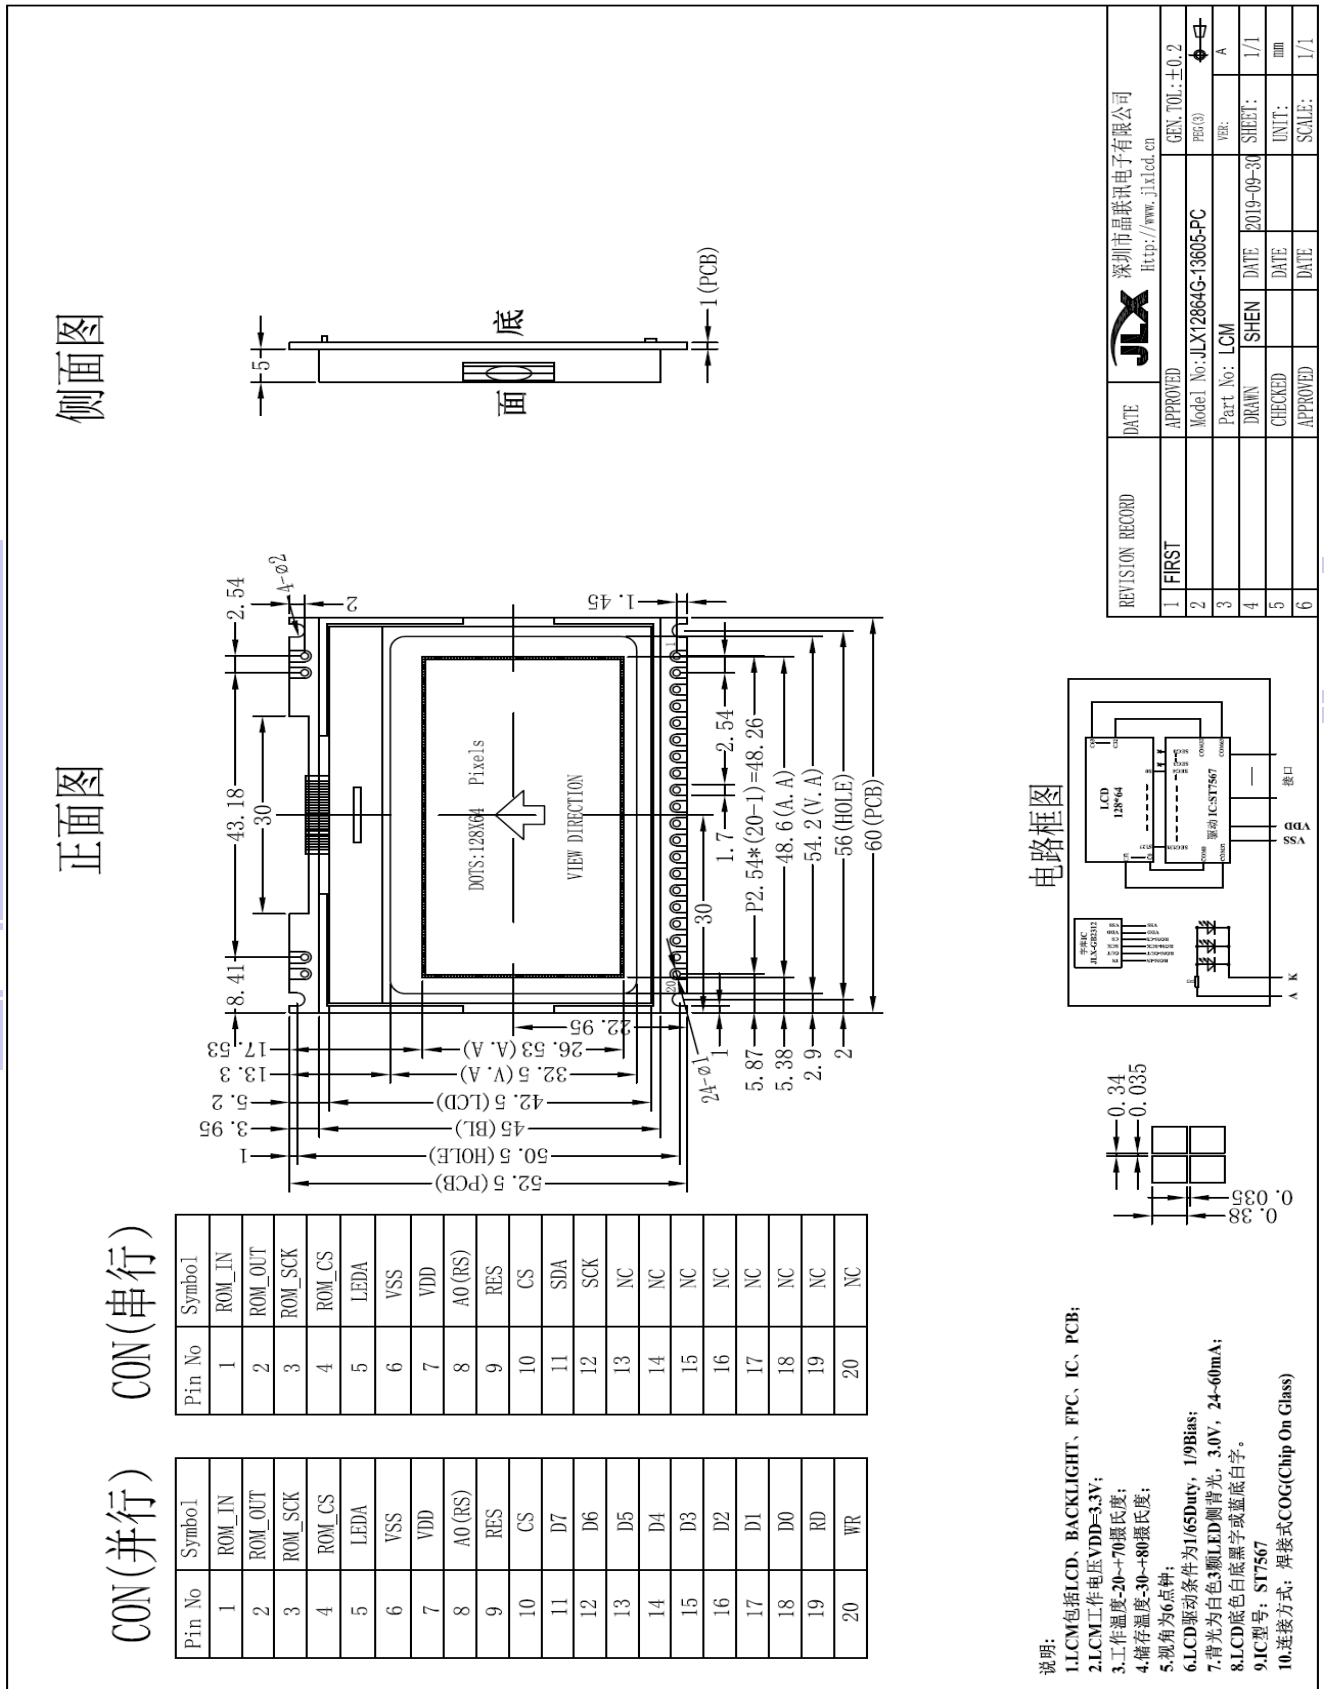 正面图
侧面图
DOTS:128X64 Pixels
VIEW DIRECTION
8.41
43.18
2.54
30
4-ø2
2
1.45
17.53
13.3
5.2
3.95
1
26.53(A.A)
32.5(V.A)
42.5(LCD)
45(BL)
50.5(HOLE)
52.5(PCB)
22.95
24-ø1
20
1
30
1.7
2.54
P2.54*(20-1)=48.26
48.6(A.A)
54.2(V.A)
56(HOLE)
60(PCB)
1
5.87
5.38
2.9
2
5
面
底
1(PCB)
CON(并行)
Pin No Symbol
1 ROM_IN
2 ROM_OUT
3 ROM_SCK
4 ROM_CS
5 LEDA
6 VSS
7 VDD
8 A0(RS)
9 RES
10 CS
11 D7
12 D6
13 D5
14 D4
15 D3
16 D2
17 D1
18 D0
19 RD
20 WR
CON(串行)
Pin No Symbol
1 ROM_IN
2 ROM_OUT
3 ROM_SCK
4 ROM_CS
5 LEDA
6 VSS
7 VDD
8 A0(RS)
9 RES
10 CS
11 SDA
12 SCK
13 NC
14 NC
15 NC
16 NC
17 NC
18 NC
19 NC
20 NC
说明:
1.LCM包括LCD、BACKLIGHT、FPC、IC、PCB;
2.LCM工作电压VDD=3.3V;
3.工作温度-20~+70摄氏度;
4.储存温度-30~+80摄氏度;
5.视角为6点钟;
6.LCD驱动条件为1/65Duty, 1/9Bias;
7.背光为白色3颗LED侧背光, 3.0V, 24~60mA;
8.LCD底色白底黑字或蓝底白字。
9.IC型号: ST7567
10.连接方式: 焊接式COG(Chip On Glass)
0.34
0.035
0.035
0.38
电路框图
字库IC
JLX-GB2312
LCD
128*64
驱动 IC:ST7567
A
K
VSS
VDD
接口
REVISION RECORD DATE
1 FIRST
2
3
4
5
6
JLX 深圳市晶联讯电子有限公司
Http://www.jlxlcd.cn
APPROVED GEN.TOL:±0.2
Model No:JLX12864G-13605-PC PEG(3)
Part No: LCM VER: A
DRAWN SHEN DATE 2019-09-30 SHEET: 1/1
CHECKED DATE UNIT: mm
APPROVED DATE SCALE: 1/1